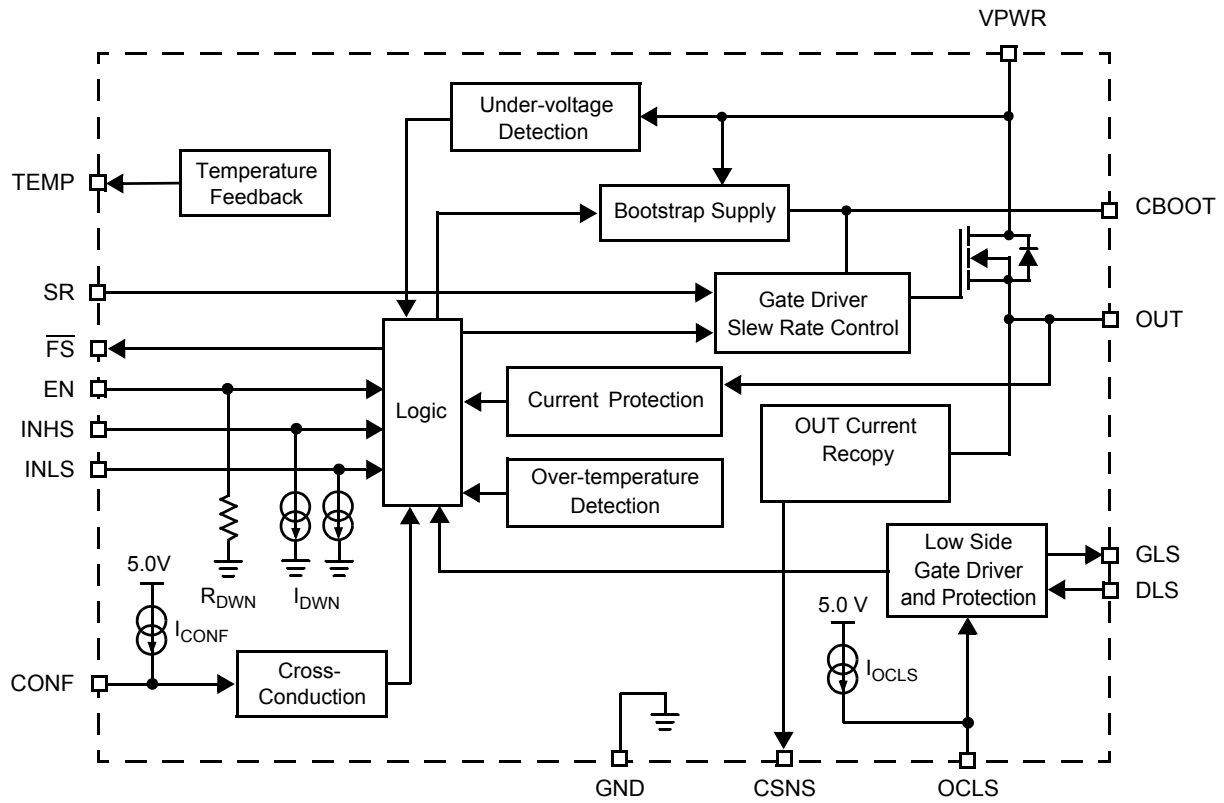 VPWR
Under-voltage
Detection
TEMP
Temperature
Feedback
Bootstrap Supply
CBOOT
SR
Gate Driver
Slew Rate Control
OUT
FS
EN
INHS
INLS
Logic
Current Protection
OUT Current
Recopy
Over-temperature
Detection
Low Side
Gate Driver
and Protection
GLS
DLS
5.0V
RDWN
IDWN
ICONF
5.0 V
IOCLS
CONF
Cross-
Conduction
GND
CSNS
OCLS